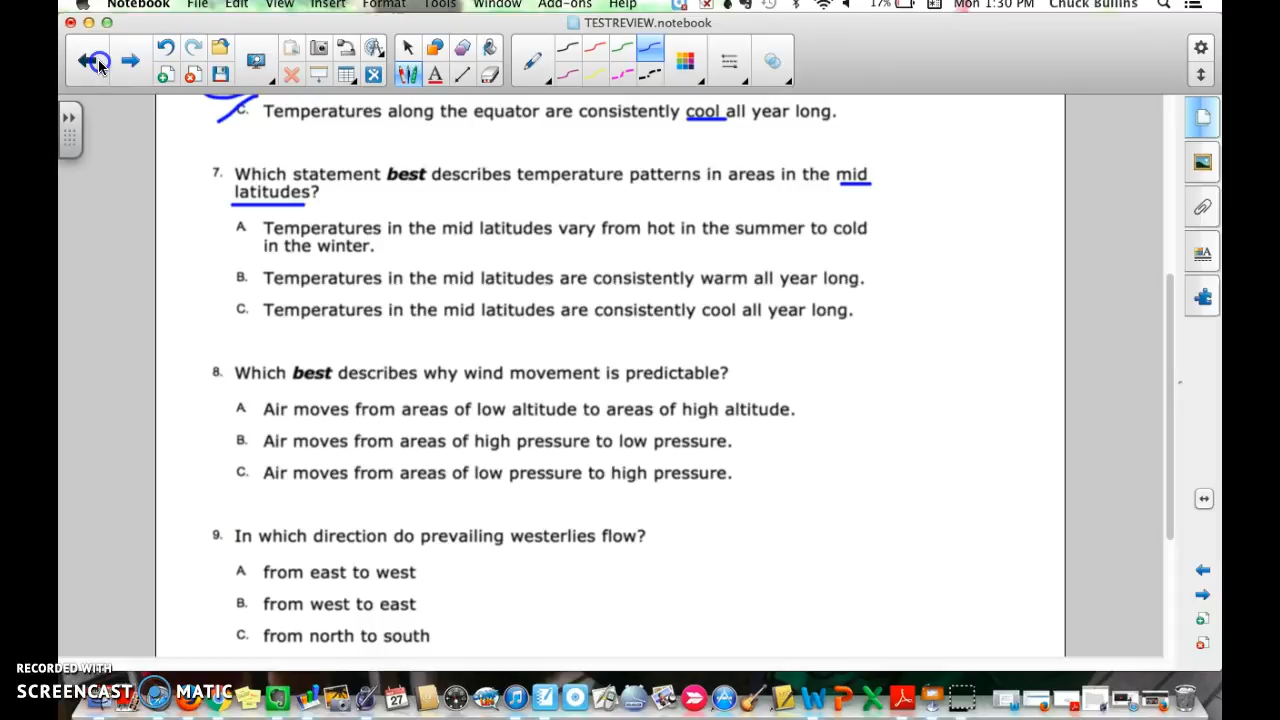 Notebook File Edit View Insert Format Tools Window Add-ons Help 17% Mon 1:30 PM Chuck Bullins
TESTREVIEW.notebook
C. Temperatures along the equator are consistently cool all year long.
7. Which statement best describes temperature patterns in areas in the mid
latitudes?
A Temperatures in the mid latitudes vary from hot in the summer to cold
in the winter.
B. Temperatures in the mid latitudes are consistently warm all year long.
C. Temperatures in the mid latitudes are consistently cool all year long.
8. Which best describes why wind movement is predictable?
A Air moves from areas of low altitude to areas of high altitude.
B. Air moves from areas of high pressure to low pressure.
C. Air moves from areas of low pressure to high pressure.
9. In which direction do prevailing westerlies flow?
A from east to west
B. from west to east
C. from north to south
RECORDED WITH
SCREENCAST MATIC